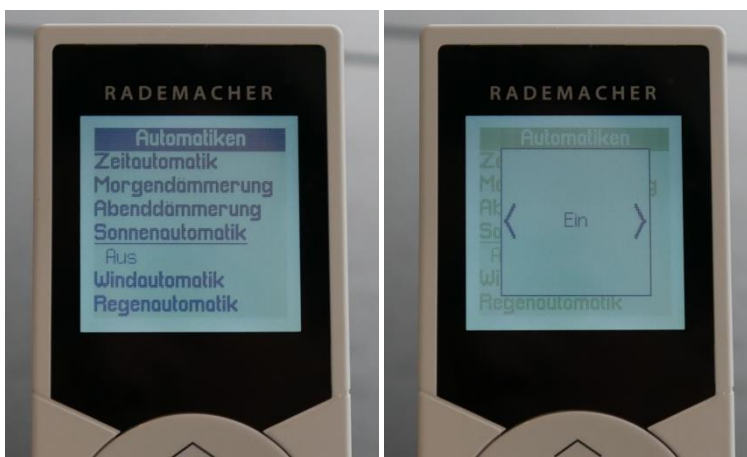 RADEMACHER
Automatiken
Zeitautomatik
Morgendämmerung
Abenddämmerung
Sonnenautomatik
Aus
Windautomatik
Regenautomatik
RADEMACHER
Automatiken
Ein
Regenautomatik